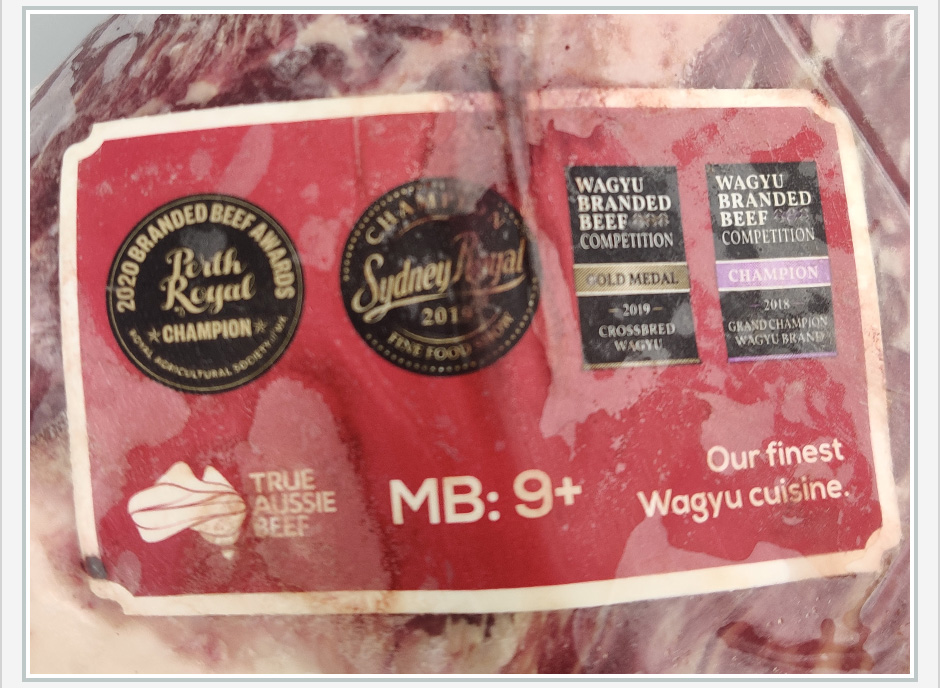 2020 BRANDED BEEF AWARDS
Perth
Royal
CHAMPION
ROYAL AGRICULTURAL SOCIETY of WA
CHAMPION
Sydney Royal
2019
FINE FOOD SHOW
WAGYU
BRANDED
BEEF
COMPETITION
GOLD MEDAL
– 2019 –
CROSSBRED
WAGYU
WAGYU
BRANDED
BEEF
COMPETITION
CHAMPION
– 2018 –
GRAND CHAMPION
WAGYU BRAND
TRUE
AUSSIE
BEEF
MB: 9+
Our finest
Wagyu cuisine.